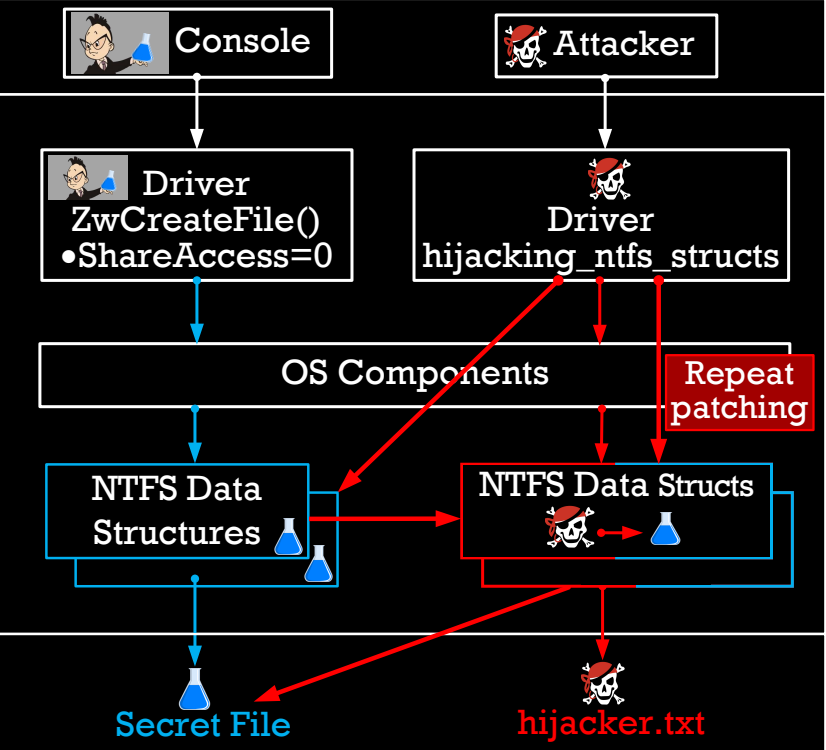 Console
Attacker
Driver
ZwCreateFile()
•ShareAccess=0
Driver
hijacking_ntfs_structs
OS Components
Repeat
patching
NTFS Data
Structures
NTFS Data Structs
Secret File
hijacker.txt